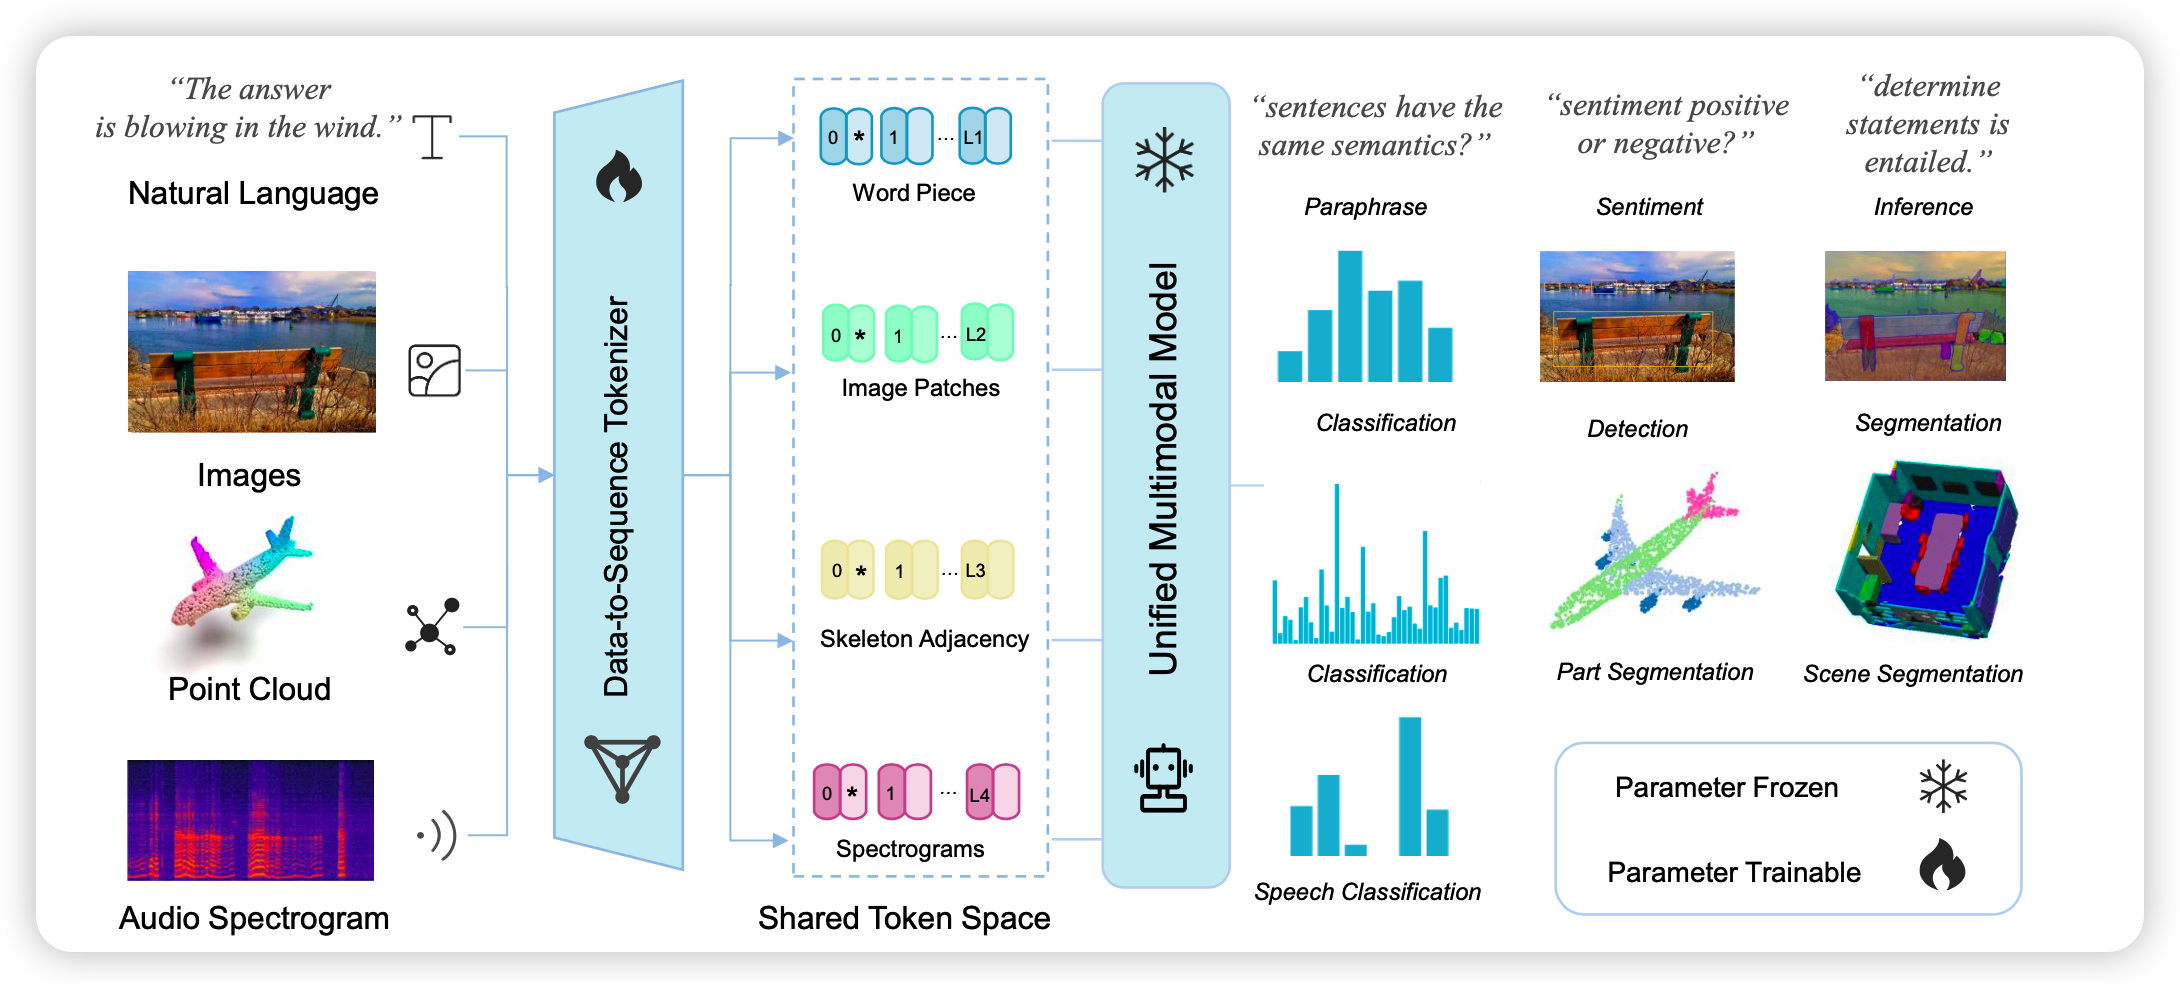 “The answer
is blowing in the wind.”
T
Natural Language
Images
Point Cloud
Audio Spectrogram
Data-to-Sequence Tokenizer
0 * 1 ... L1
Word Piece
0 * 1 ... L2
Image Patches
0 * 1 ... L3
Skeleton Adjacency
0 * 1 ... L4
Spectrograms
Shared Token Space
Unified Multimodal Model
“sentences have the
same semantics?”
Paraphrase
“sentiment positive
or negative?”
Sentiment
“determine
statements is
entailed.”
Inference
Classification
Detection
Segmentation
Classification
Part Segmentation
Scene Segmentation
Speech Classification
Parameter Frozen
Parameter Trainable